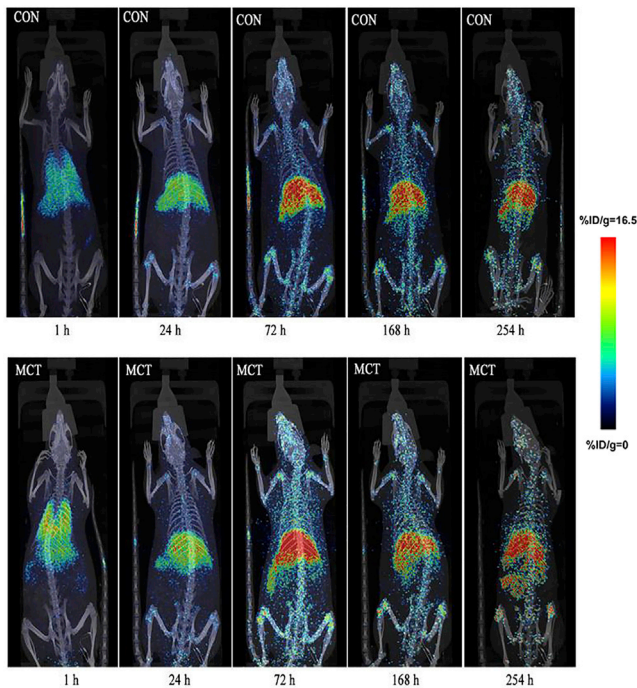 CON CON CON CON CON
%ID/g=16.5
1 h 24 h 72 h 168 h 254 h
MCT MCT MCT MCT MCT
%ID/g=0
1 h 24 h 72 h 168 h 254 h